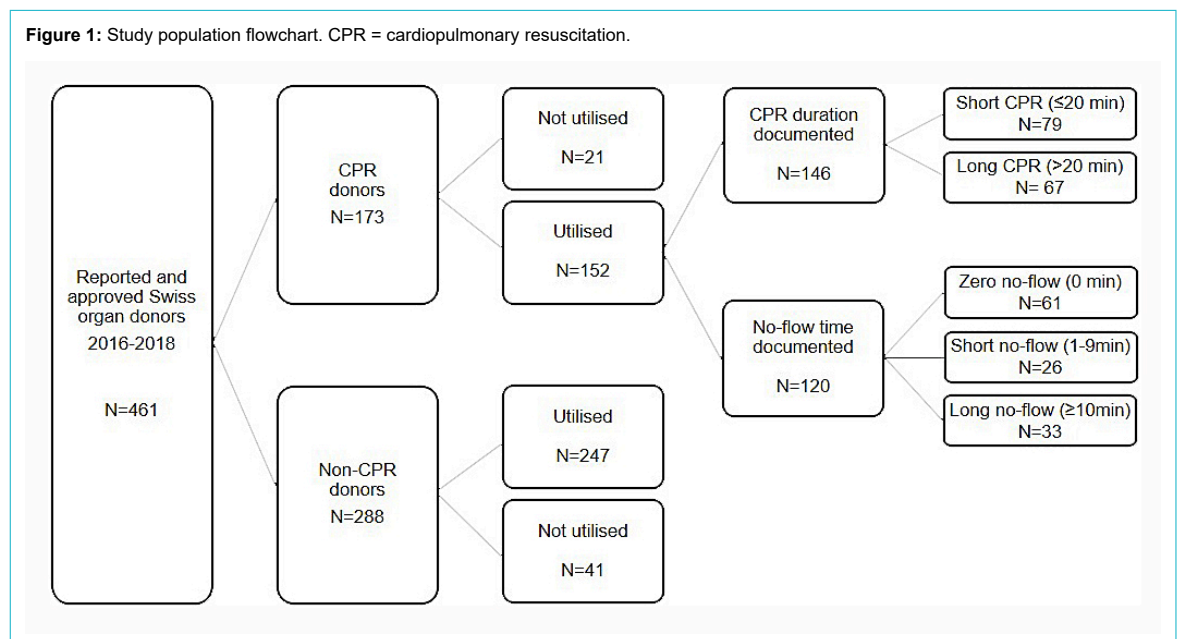 Figure 1: Study population flowchart. CPR = cardiopulmonary resuscitation.
Reported and
approved Swiss
organ donors
2016-2018
N=461
CPR
donors
N=173
Non-CPR
donors
N=288
Not utilised
N=21
Utilised
N=152
Utilised
N=247
Not utilised
N=41
CPR duration
documented
N=146
No-flow time
documented
N=120
Short CPR (≤20 min)
N=79
Long CPR (>20 min)
N= 67
Zero no-flow (0 min)
N=61
Short no-flow (1-9min)
N=26
Long no-flow (≥10min)
N=33